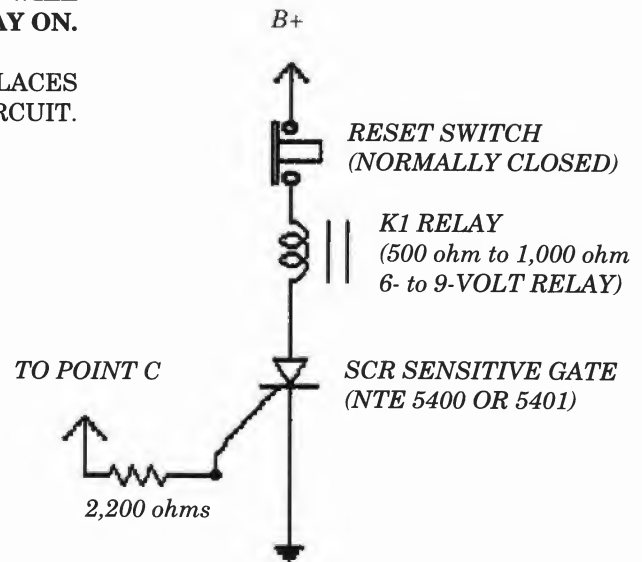 WILL
AY ON.
LACES
RCUIT.
B+
RESET SWITCH
(NORMALLY CLOSED)
K1 RELAY
(500 ohm to 1,000 ohm
6- to 9-VOLT RELAY)
TO POINT C
SCR SENSITIVE GATE
(NTE 5400 OR 5401)
2,200 ohms